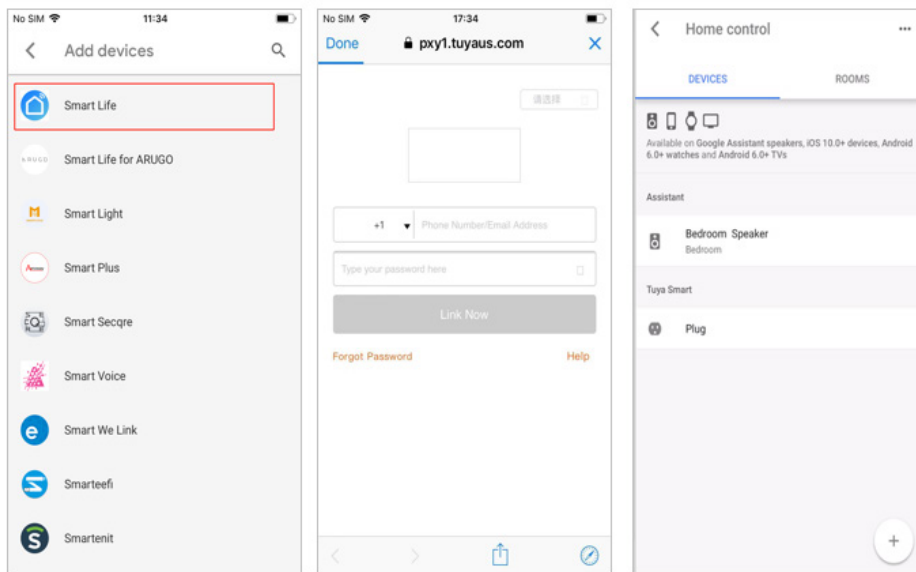 No SIM 11:34
Add devices
Smart Life
ARUGO
Smart Life for ARUGO
Smart Light
Smart Plus
Smart Secqre
Smart Voice
e
Smart We Link
Smarteefi
S
Smartenit
No SIM 17:34
Done pxy1.tuyaus.com
请选择
+1 Phone Number/Email Address
Type your password here
Link Now
Forgot Password Help
Home control
DEVICES ROOMS
Available on Google Assistant speakers, iOS 10.0+ devices, Android
6.0+ watches and Android 6.0+ TVs
Assistant
Bedroom Speaker
Bedroom
Tuya Smart
Plug